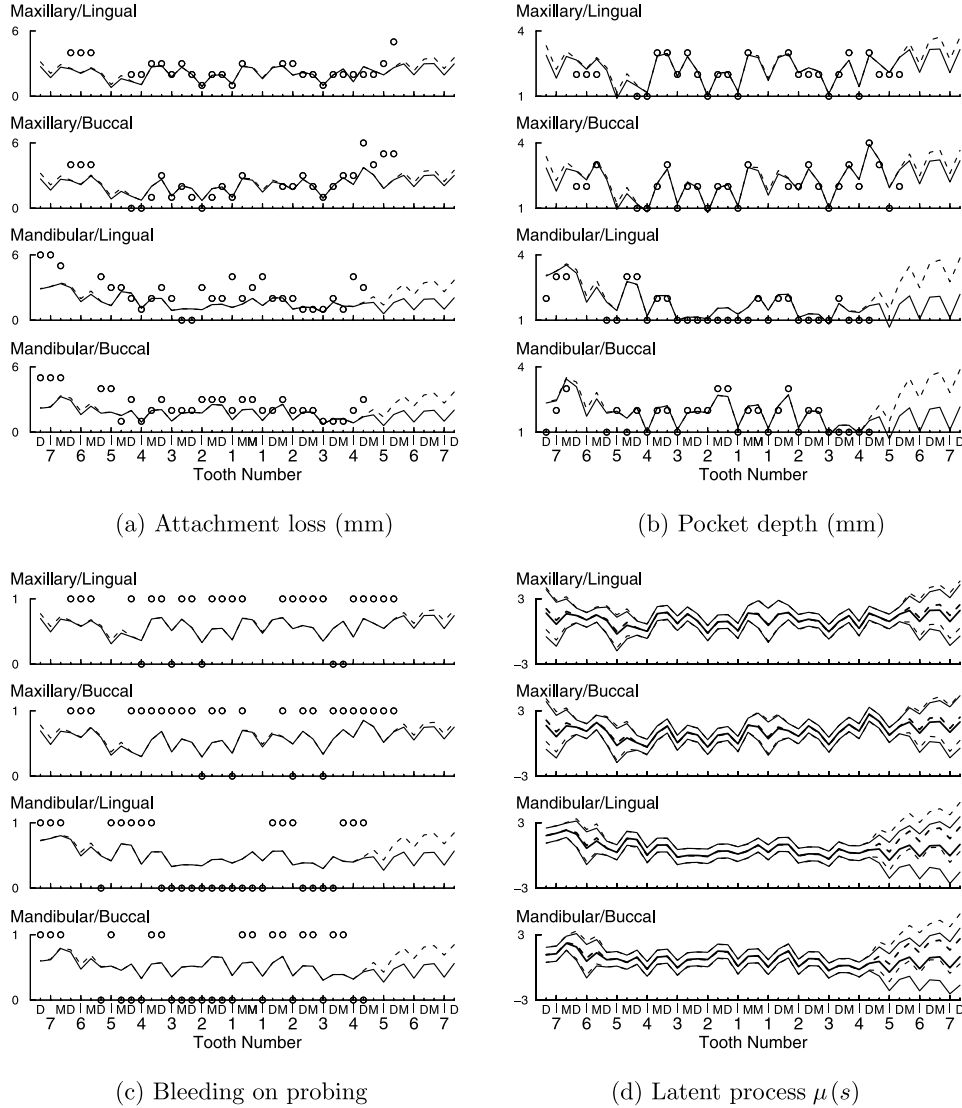 Maxillary/Lingual
6
0
Maxillary/Buccal
6
0
Mandibular/Lingual
6
0
Mandibular/Buccal
6
0
D MD MD MD MD MD MD MM DM DM DM DM DM DM D
7 6 5 4 3 2 1 1 2 3 4 5 6 7
Tooth Number
(a) Attachment loss (mm)
Maxillary/Lingual
4
1
Maxillary/Buccal
4
1
Mandibular/Lingual
4
1
Mandibular/Buccal
4
1
D MD MD MD MD MD MD MM DM DM DM DM DM DM D
7 6 5 4 3 2 1 1 2 3 4 5 6 7
Tooth Number
(b) Pocket depth (mm)
Maxillary/Lingual
1
0
Maxillary/Buccal
1
0
Mandibular/Lingual
1
0
Mandibular/Buccal
1
0
D MD MD MD MD MD MD MM DM DM DM DM DM DM D
7 6 5 4 3 2 1 1 2 3 4 5 6 7
Tooth Number
(c) Bleeding on probing
Maxillary/Lingual
3
−3
Maxillary/Buccal
3
−3
Mandibular/Lingual
3
−3
Mandibular/Buccal
3
−3
D MD MD MD MD MD MD MM DM DM DM DM DM DM D
7 6 5 4 3 2 1 1 2 3 4 5 6 7
Tooth Number
(d) Latent process μ(s)